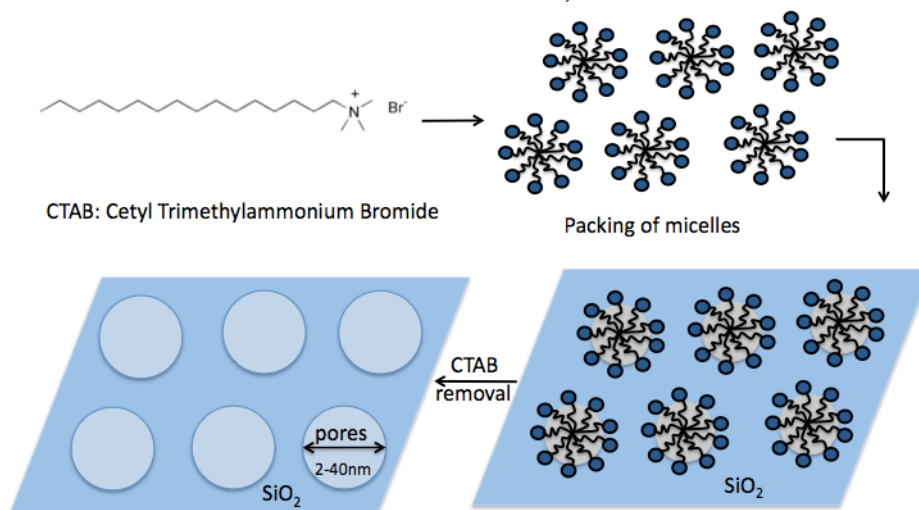 +
N
Br-
CTAB: Cetyl Trimethylammonium Bromide
Packing of micelles
CTAB
removal
pores
2-40nm
SiO2
SiO2